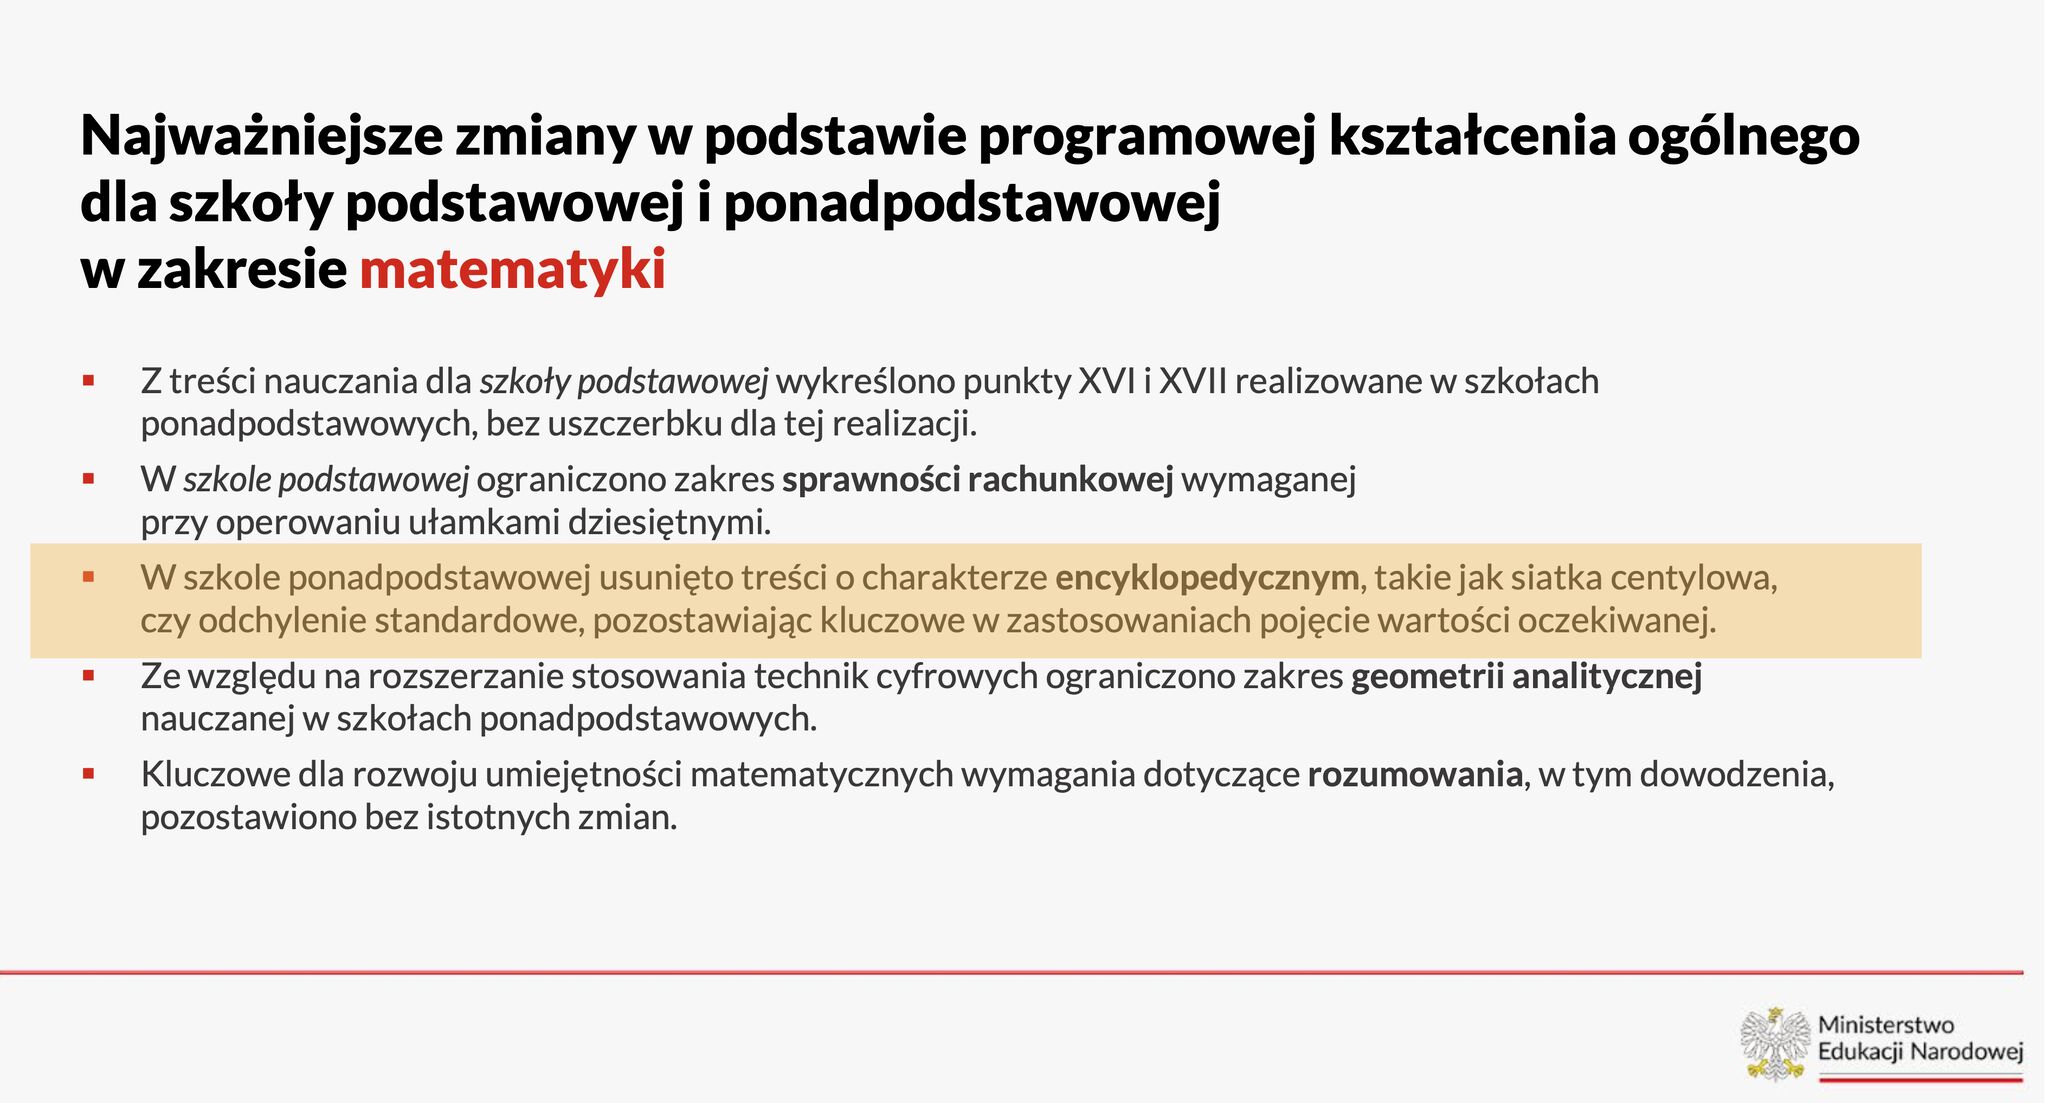 Najważniejsze zmiany w podstawie programowej kształcenia ogólnego
dla szkoły podstawowej i ponadpodstawowej
w zakresie matematyki
▪ Z treści nauczania dla szkoły podstawowej wykreślono punkty XVI i XVII realizowane w szkołach
ponadpodstawowych, bez uszczerbku dla tej realizacji.
▪ W szkole podstawowej ograniczono zakres sprawności rachunkowej wymaganej
przy operowaniu ułamkami dziesiętnymi.
▪ W szkole ponadpodstawowej usunięto treści o charakterze encyklopedycznym, takie jak siatka centylowa,
czy odchylenie standardowe, pozostawiając kluczowe w zastosowaniach pojęcie wartości oczekiwanej.
▪ Ze względu na rozszerzanie stosowania technik cyfrowych ograniczono zakres geometrii analitycznej
nauczanej w szkołach ponadpodstawowych.
▪ Kluczowe dla rozwoju umiejętności matematycznych wymagania dotyczące rozumowania, w tym dowodzenia,
pozostawiono bez istotnych zmian.
Ministerstwo
Edukacji Narodowej